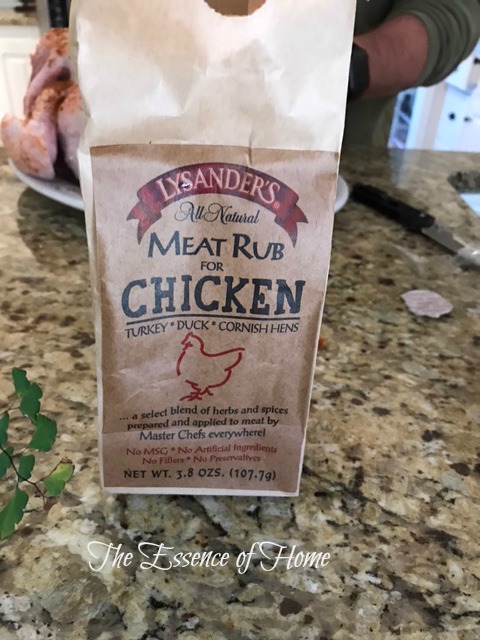 LYSANDER'S®
All Natural
MEAT RUB
FOR
CHICKEN
TURKEY • DUCK • CORNISH HENS
... a select blend of herbs and spices
prepared and applied to meat by
Master Chefs everywhere!
No MSG * No Artificial Ingredients
No Fillers * No Preservatives
NET WT. 3.8 OZS. (107.7g)
The Essence of Home